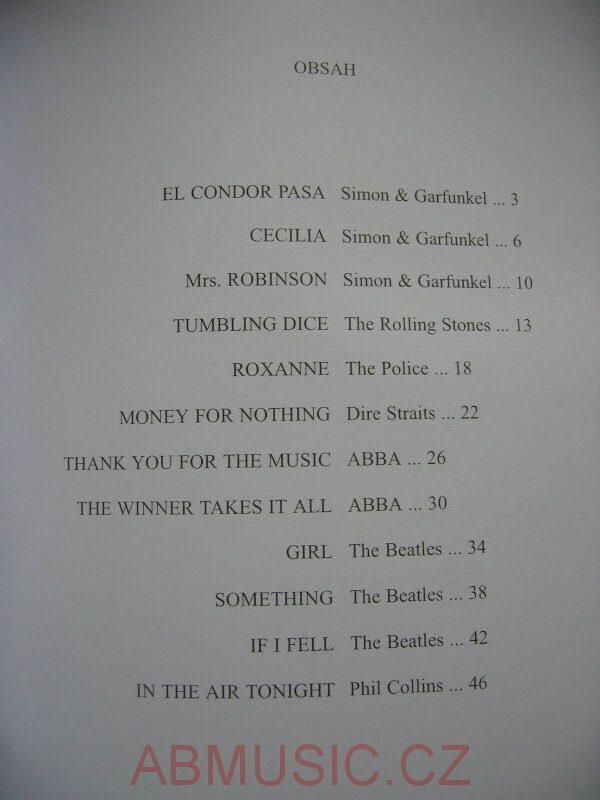 OBSAH
EL CONDOR PASA Simon & Garfunkel ... 3
CECILIA Simon & Garfunkel ... 6
Mrs. ROBINSON Simon & Garfunkel ... 10
TUMBLING DICE The Rolling Stones ... 13
ROXANNE The Police ... 18
MONEY FOR NOTHING Dire Straits ... 22
THANK YOU FOR THE MUSIC ABBA ... 26
THE WINNER TAKES IT ALL ABBA ... 30
GIRL The Beatles ... 34
SOMETHING The Beatles ... 38
IF I FELL The Beatles ... 42
IN THE AIR TONIGHT Phil Collins ... 46
ABMUSIC.CZ